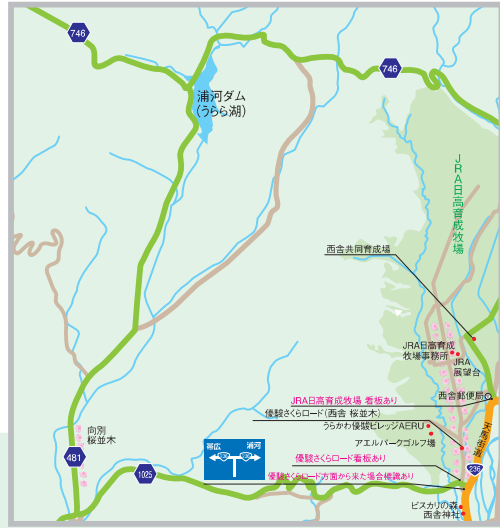 746
746
浦河ダム
(うらら湖)
JRA日高育成牧場
西舎共同育成場
JRA日高育成
牧場事務所
JRA
展望台
西舎郵便局
JRA日高育成牧場 看板あり
優駿さくらロード(西舎 桜並木)
うらかわ優駿ビレッジAERU
アエルパークゴルフ場
天馬街道
向別
桜並木
帯広
浦河
236
優駿さくらロード看板あり
優駿さくらロード方面から来た場合標識あり
481
1025
ビスカリの森
西舎神社